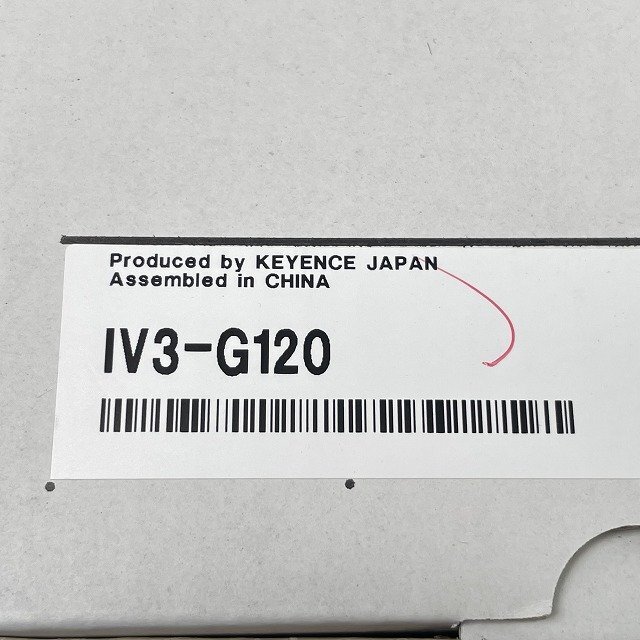 Produced by KEYENCE JAPAN
Assembled in CHINA
IV3-G120